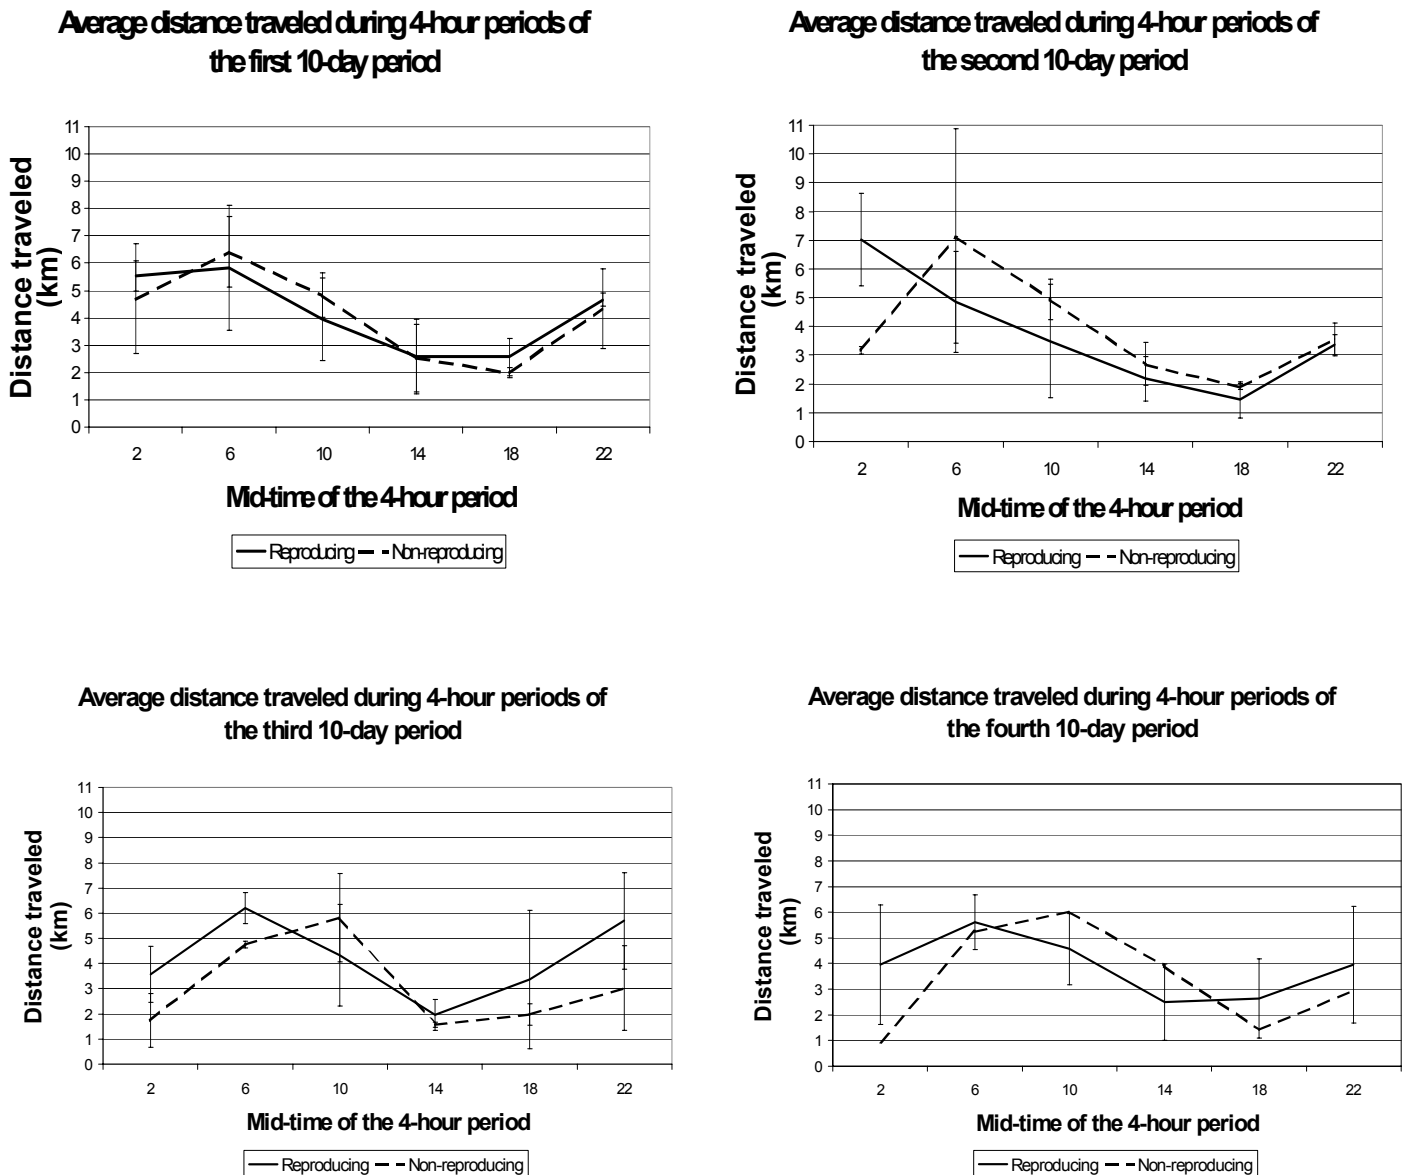 Average distance traveled during 4-hour periods of
the first 10-day period
11
10
9
8
7
6
5
4
3
2
1
0
Distance traveled
(km)
2 6 10 14 18 22
Mid-time of the 4-hour period
Reproducing Non-reproducing
Average distance traveled during 4-hour periods of
the second 10-day period
11
10
9
8
7
6
5
4
3
2
1
0
Distance traveled
(km)
2 6 10 14 18 22
Mid-time of the 4-hour period
Reproducing Non-reproducing
Average distance traveled during 4-hour periods of
the third 10-day period
11
10
9
8
7
6
5
4
3
2
1
0
Distance traveled
(km)
2 6 10 14 18 22
Mid-time of the 4-hour period
Reproducing Non-reproducing
Average distance traveled during 4-hour periods of
the fourth 10-day period
11
10
9
8
7
6
5
4
3
2
1
0
Distance traveled
(km)
2 6 10 14 18 22
Mid-time of the 4-hour period
Reproducing Non-reproducing